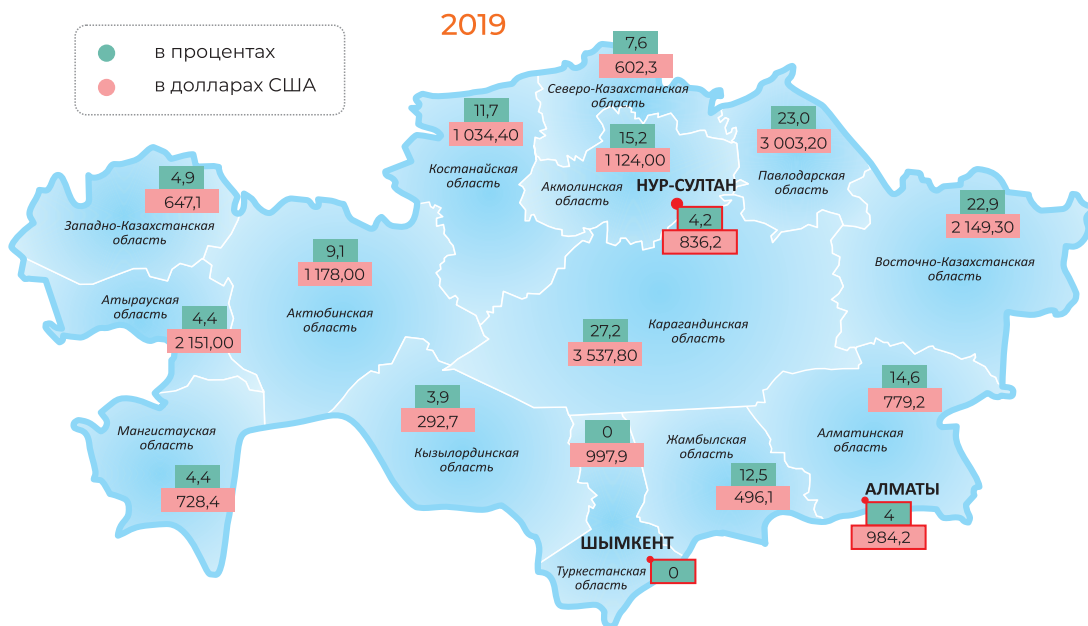 2019
в процентах
в долларах США
7,6
602,3
Северо-Казахстанская
область
11,7
1 034,40
Костанайская
область
15,2
1 124,00
Акмолинская
область
НУР-СУЛТАН
4,2
836,2
23,0
3 003,20
Павлодарская
область
4,9
647,1
Западно-Казахстанская
область
22,9
2 149,30
Восточно-Казахстанская
область
9,1
1 178,00
Актюбинская
область
Атырауская
область
4,4
2 151,00
27,2
3 537,80
Карагандинская
область
3,9
292,7
Кызылординская
область
14,6
779,2
Алматинская
область
Мангистауская
область
4,4
728,4
0
997,9
Жамбылская
область
12,5
496,1
АЛМАТЫ
4
984,2
ШЫМКЕНТ
0
Туркестанская
область